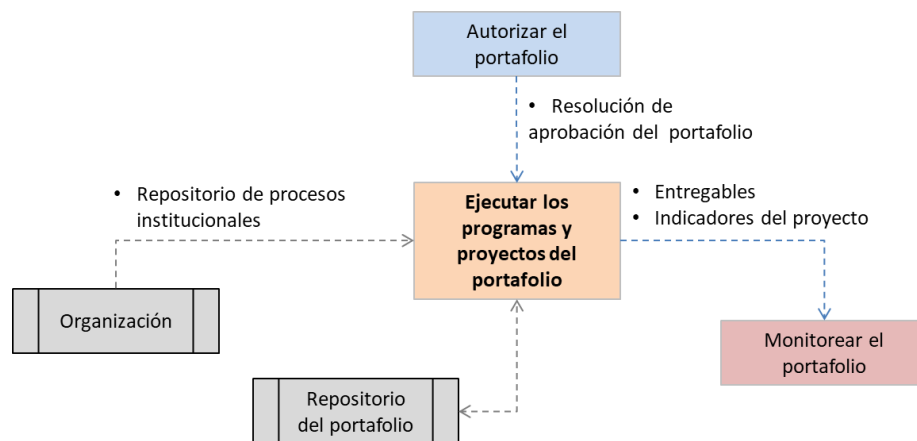 Autorizar el
portafolio
• Resolución de
aprobación del portafolio
• Repositorio de procesos
institucionales
Ejecutar los
programas y
proyectos del
portafolio
• Entregables
• Indicadores del proyecto
Organización
Monitorear el
portafolio
Repositorio
del portafolio